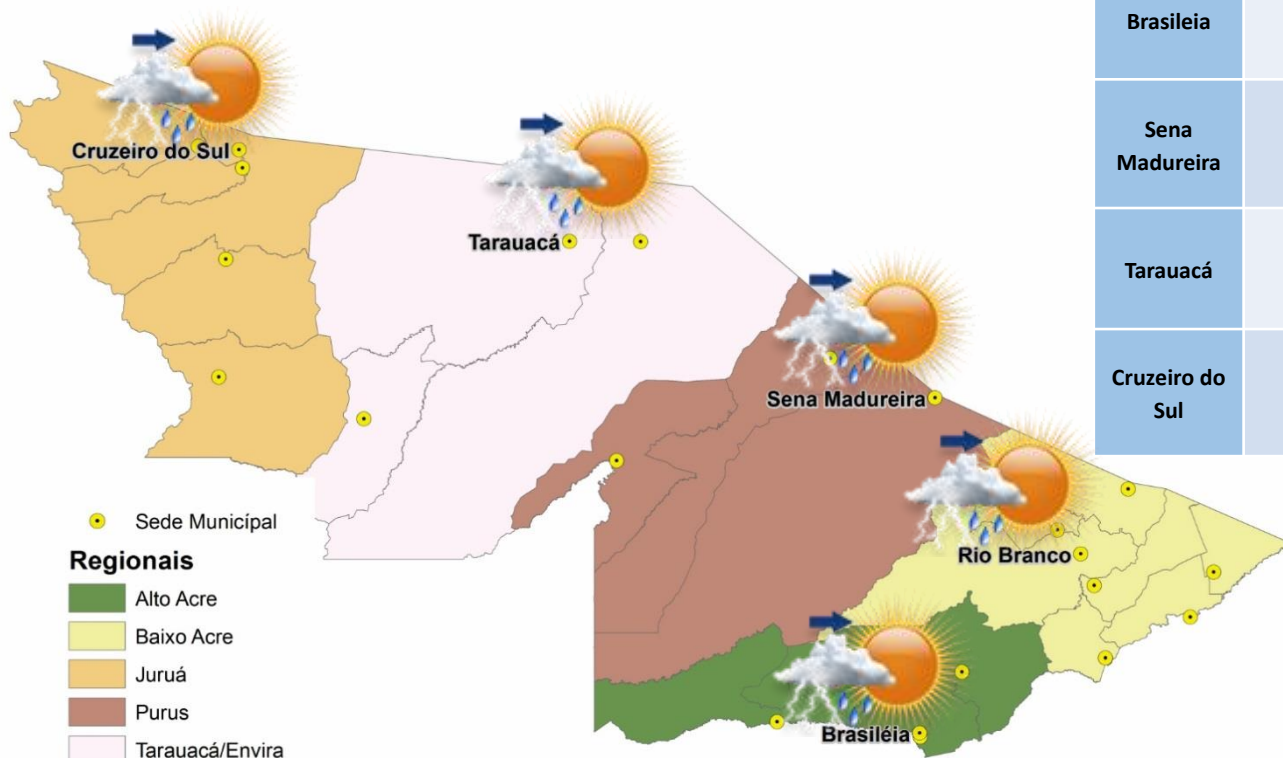 Cruzeiro do Sul
Tarauacá
Sena Madureira
Rio Branco
Brasiléia
Sede Municípal
Regionais
Alto Acre
Baixo Acre
Juruá
Purus
Tarauacá/Envira
Brasileia
Sena
Madureira
Tarauacá
Cruzeiro do
Sul